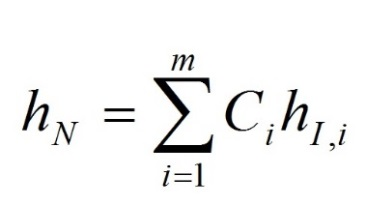 h_N = \sum_{i=1}^{m} C_i h_{I,i}